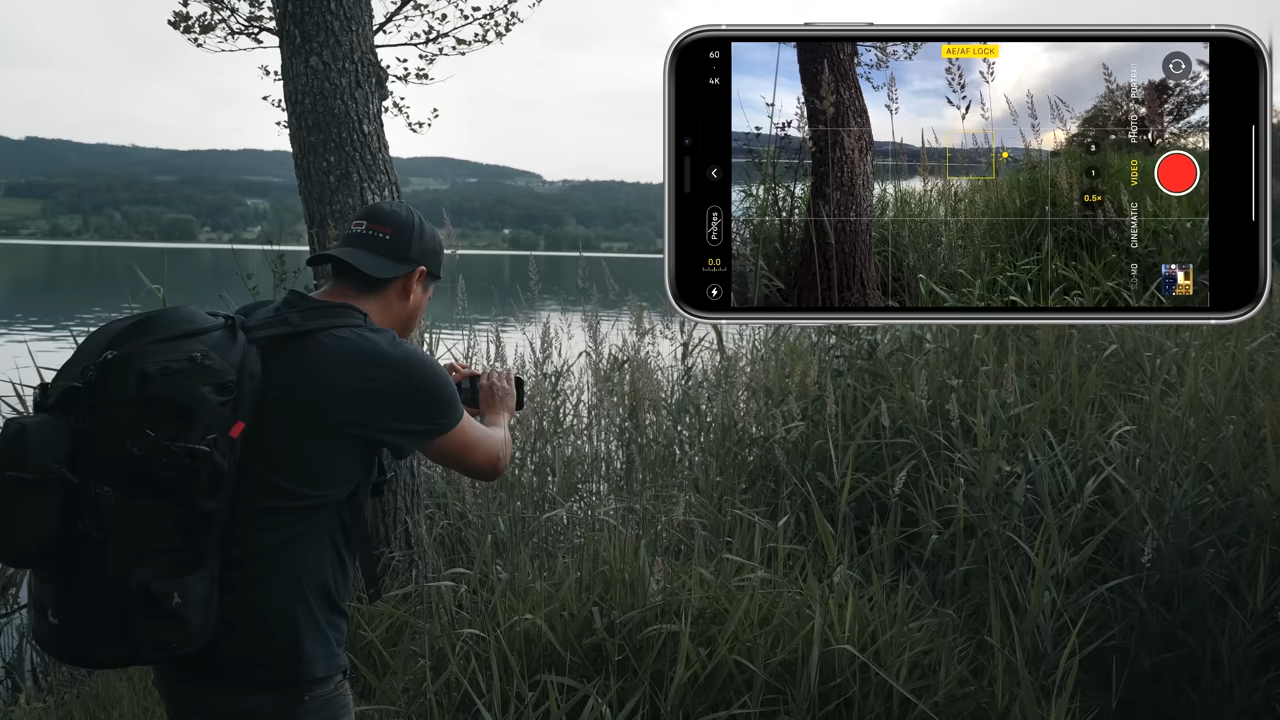 60
4K
ProRes
0.0
AE/AF LOCK
3
1
0.5×
PORTRAIT
PHOTO
VIDEO
CINEMATIC
SLO-MO